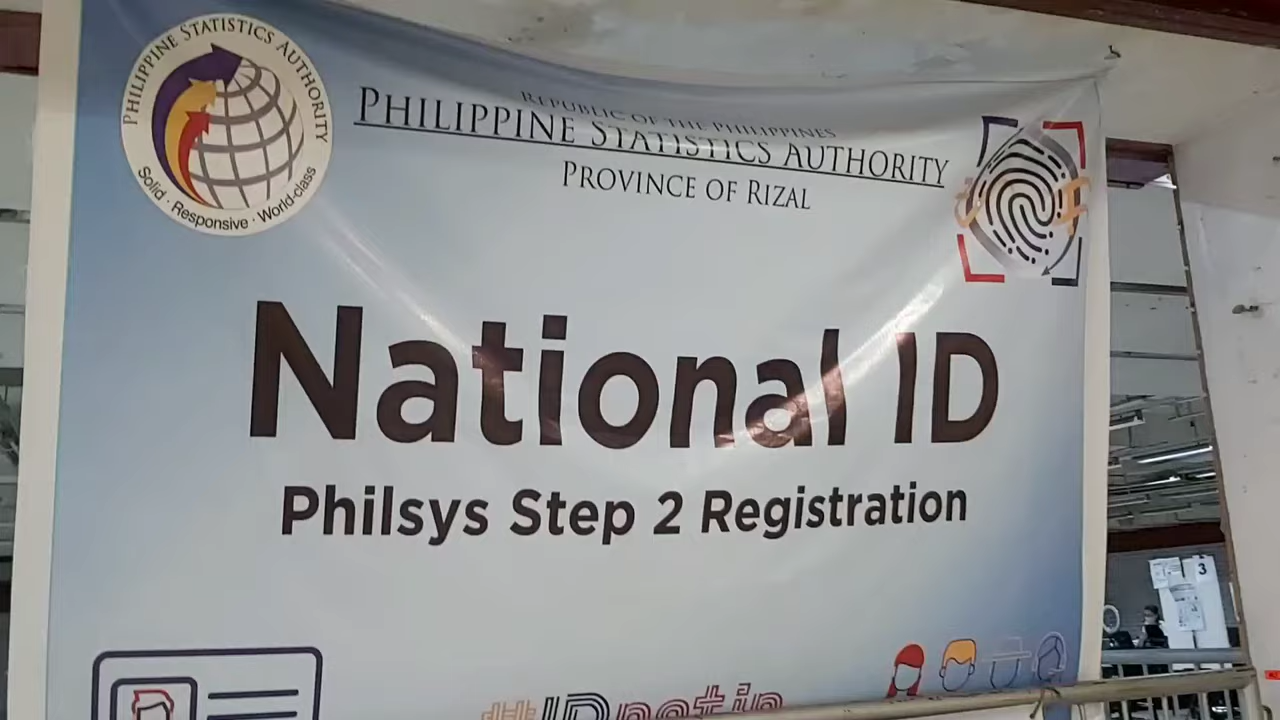 PHILIPPINE STATISTICS AUTHORITY
Solid · Responsive · World-class
REPUBLIC OF THE PHILIPPINES
PHILIPPINE STATISTICS AUTHORITY
PROVINCE OF RIZAL
National ID
Philsys Step 2 Registration
3